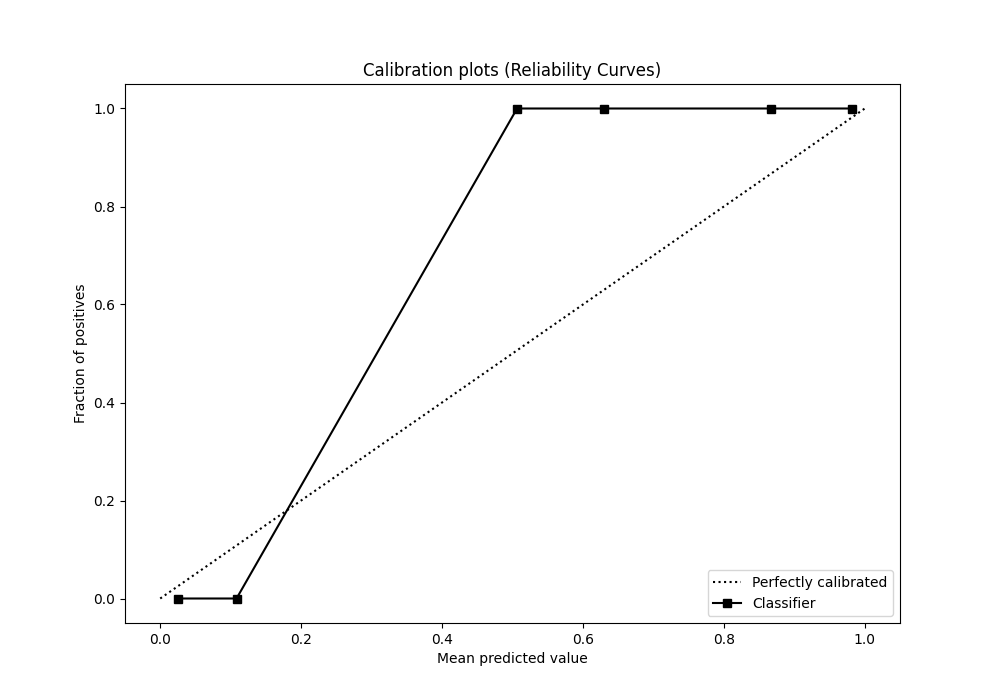 Calibration plots (Reliability Curves)
1.0
0.8
0.6
0.4
0.2
0.0
Fraction of positives
0.0 0.2 0.4 0.6 0.8 1.0
Mean predicted value
Perfectly calibrated
Classifier